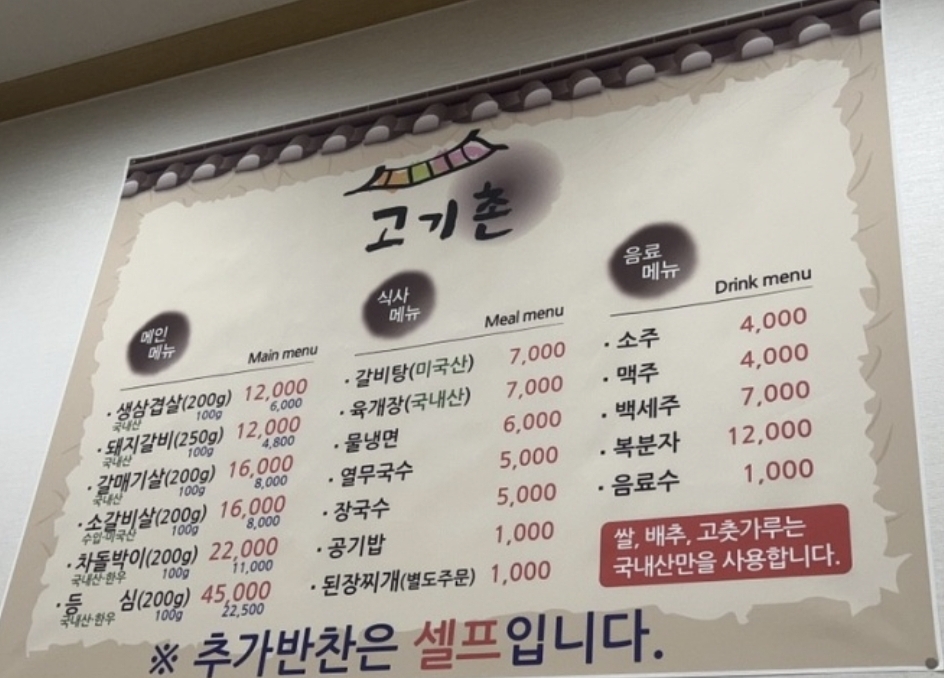 고기촌
메인
메뉴
Main menu
· 생삼겹살(200g) 12,000
국내산 100g 6,000
· 돼지갈비(250g) 12,000
국내산 100g 4,800
· 갈매기살(200g) 16,000
국내산 100g 8,000
· 소갈비살(200g) 16,000
수입·미국산 100g 8,000
· 차돌박이(200g) 22,000
국내산·한우 100g 11,000
· 등 심(200g) 45,000
국내산·한우 100g 22,500
식사
메뉴
Meal menu
· 갈비탕(미국산) 7,000
· 육개장(국내산) 7,000
· 물냉면 6,000
· 열무국수 5,000
· 장국수 5,000
· 공기밥 1,000
· 된장찌개(별도주문) 1,000
음료
메뉴
Drink menu
· 소주 4,000
· 맥주 4,000
· 백세주 7,000
· 복분자 12,000
· 음료수 1,000
쌀, 배추, 고춧가루는
국내산만을 사용합니다.
※ 추가반찬은 셀프입니다.